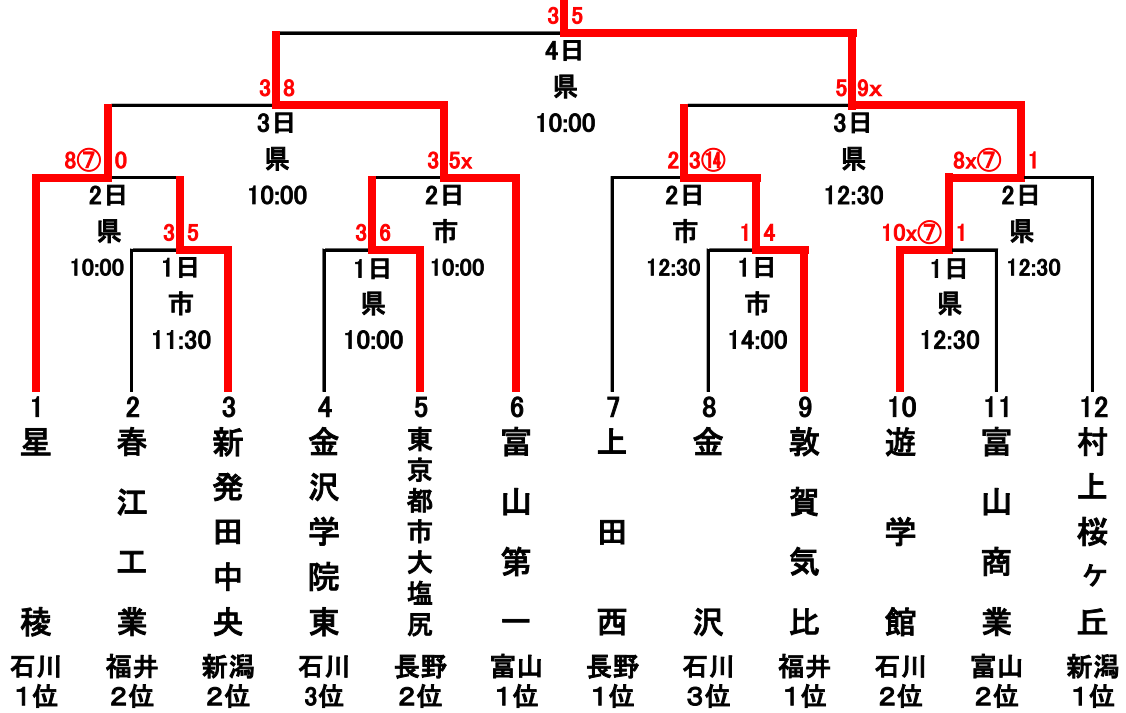 3 5
4日
県
10:00
3 8
3日
県
10:00
5 9x
3日
県
12:30
8⑦ 0
2日
県
10:00
3 5x
2日
市
10:00
2 3⑭
2日
市
12:30
8x⑦ 1
2日
県
12:30
3 5
1日
市
11:30
3 6
1日
県
10:00
1 4
1日
市
14:00
10x⑦ 1
1日
県
12:30
1 2 3 4 5 6 7 8 9 10 11 12
星稜
春江工業
新発田中央
金沢学院東
東京都市大塩尻
富山第一
上田西
金沢
敦賀気比
遊学館
富山商業
村上桜ケ丘
石川 福井 新潟 石川 長野 富山 長野 石川 福井 石川 富山 新潟
1位 2位 2位 3位 2位 1位 1位 3位 1位 2位 2位 1位